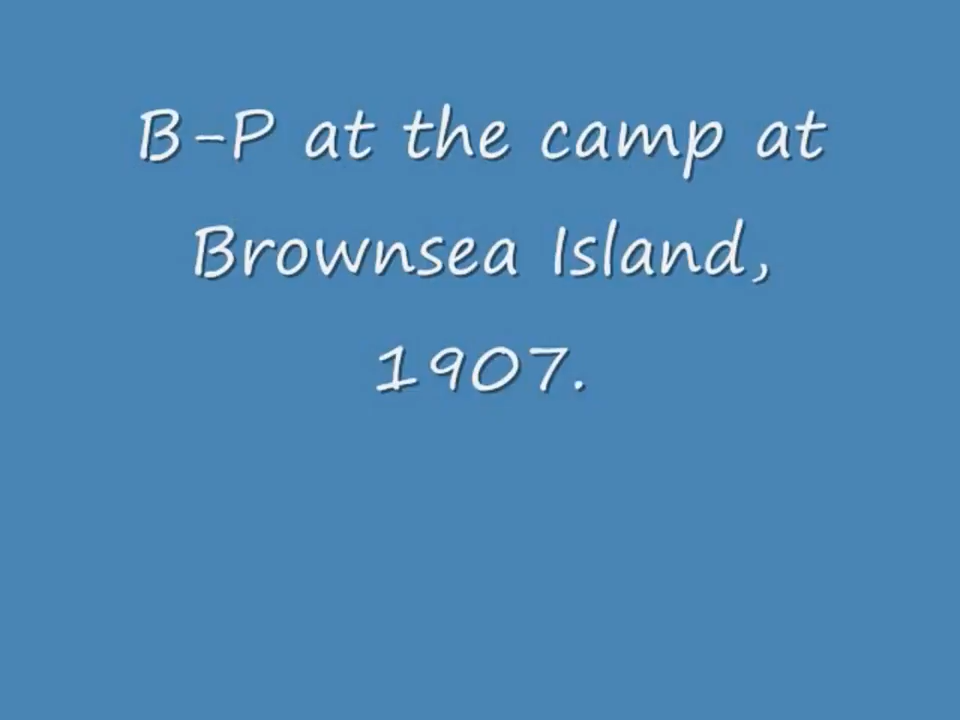 B-P at the camp at
Brownsea Island,
1907.